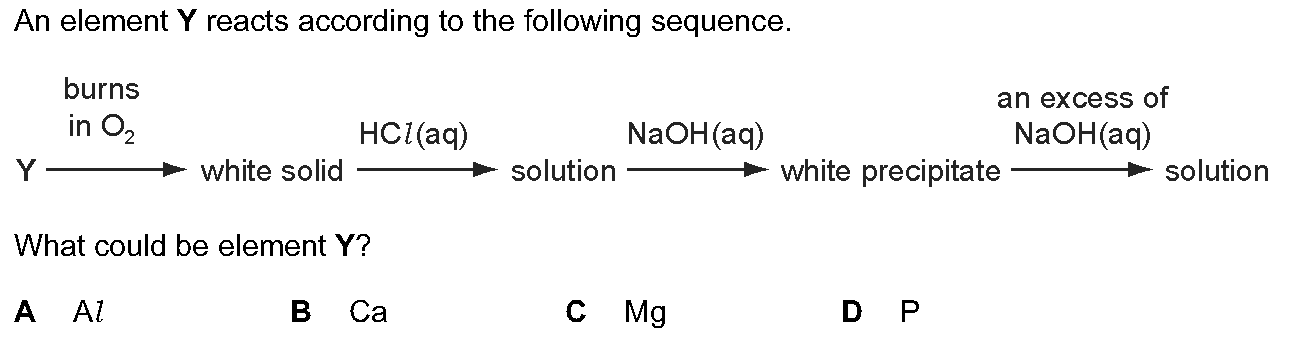 An element Y reacts according to the following sequence.
burns
in O₂
an excess of
HCl(aq)
NaOH(aq)
NaOH(aq)
Y white solid solution white precipitate solution
What could be element Y?
A Al B Ca C Mg D P